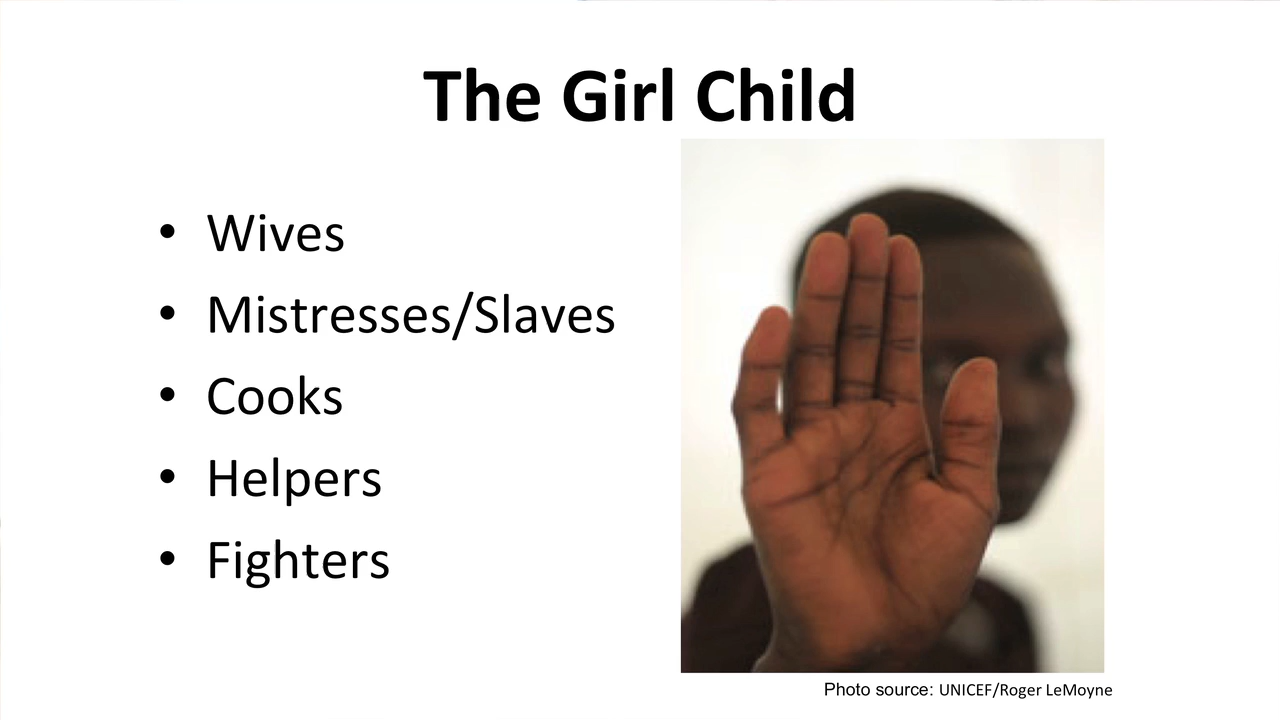 The Girl Child
• Wives
• Mistresses/Slaves
• Cooks
• Helpers
• Fighters
Photo source: UNICEF/Roger LeMoyne